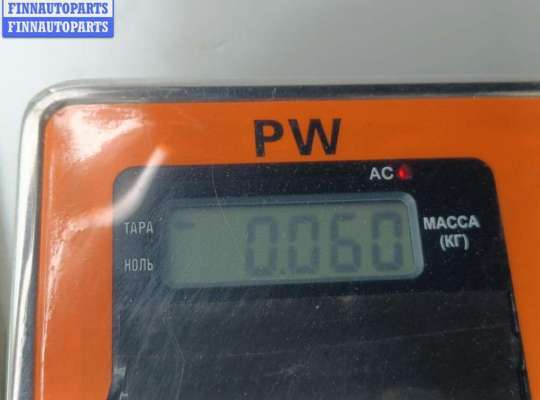 FINNAUTOPARTS
FINNAUTOPARTS
PW
AC
ТАРА
0.060
МАССА
(КГ)
НОЛЬ